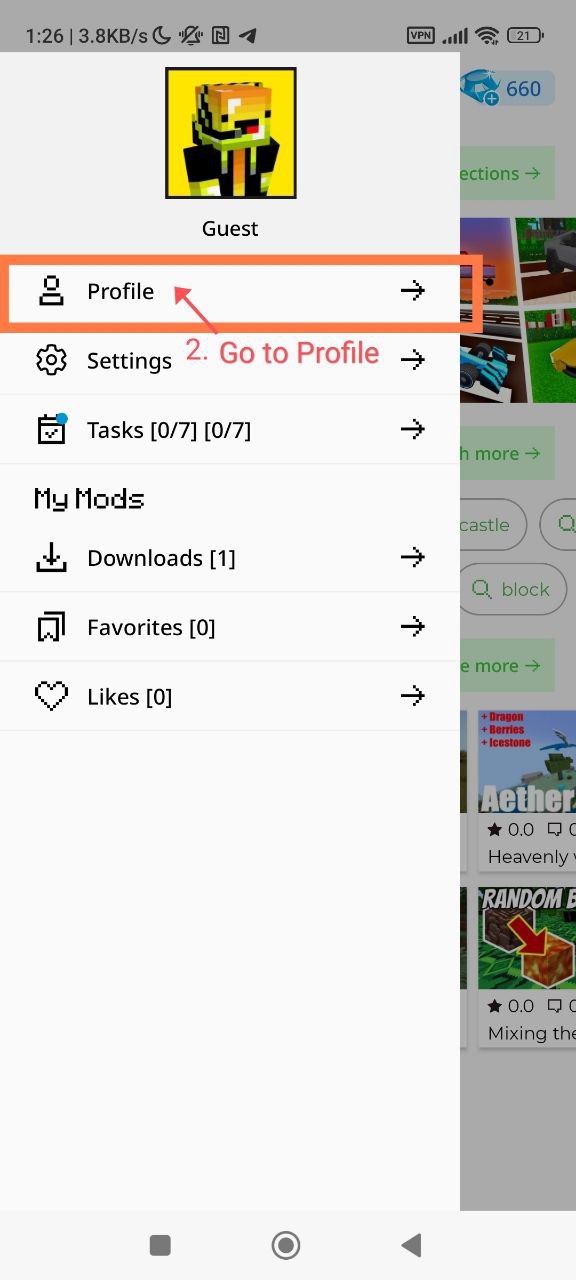 1:26 | 3.8KB/s
VPN
21
660
Guest
ections →
Profile →
2. Go to Profile
Settings →
Tasks [0/7] [0/7] →
h more →
My Mods
castle
Downloads [1] →
block
Favorites [0] →
e more →
Likes [0] →
+ Dragon
+ Berries
+ Icestone
Aether
0.0
Heavenly
RANDOM B
0.0
Mixing the